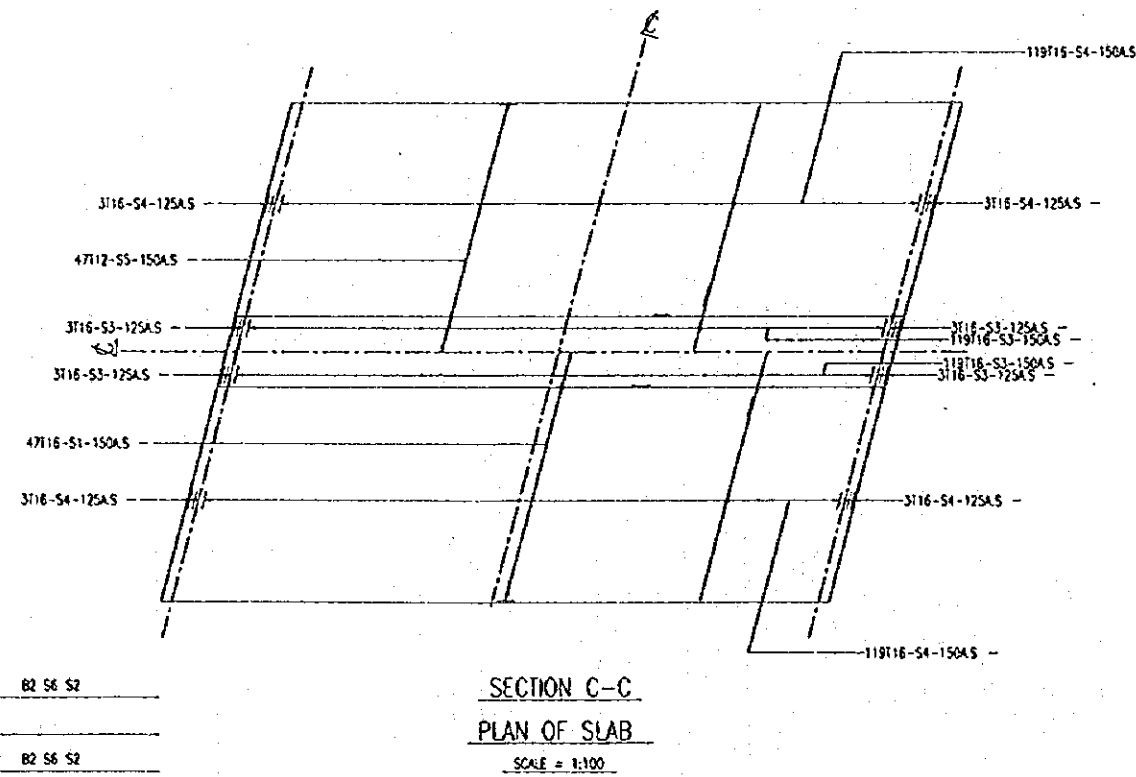 ℄
119T16-S4-150A.S
3T16-S4-125A.S
3T16-S4-125A.S -
47T12-S5-150A.S
3T16-S3-125A.S
3T16-S3-125A.S -
119T16-S3-150A.S
℄
119T16-S3-150A.S -
3T16-S3-125A.S
3T16-S3-125A.S
47T16-S1-150A.S
3T16-S4-125A.S
3T16-S4-125A.S -
119T16-S4-150A.S -
B2 S6 S2
B2 S6 S2
SECTION C-C
PLAN OF SLAB
SCALE = 1:100